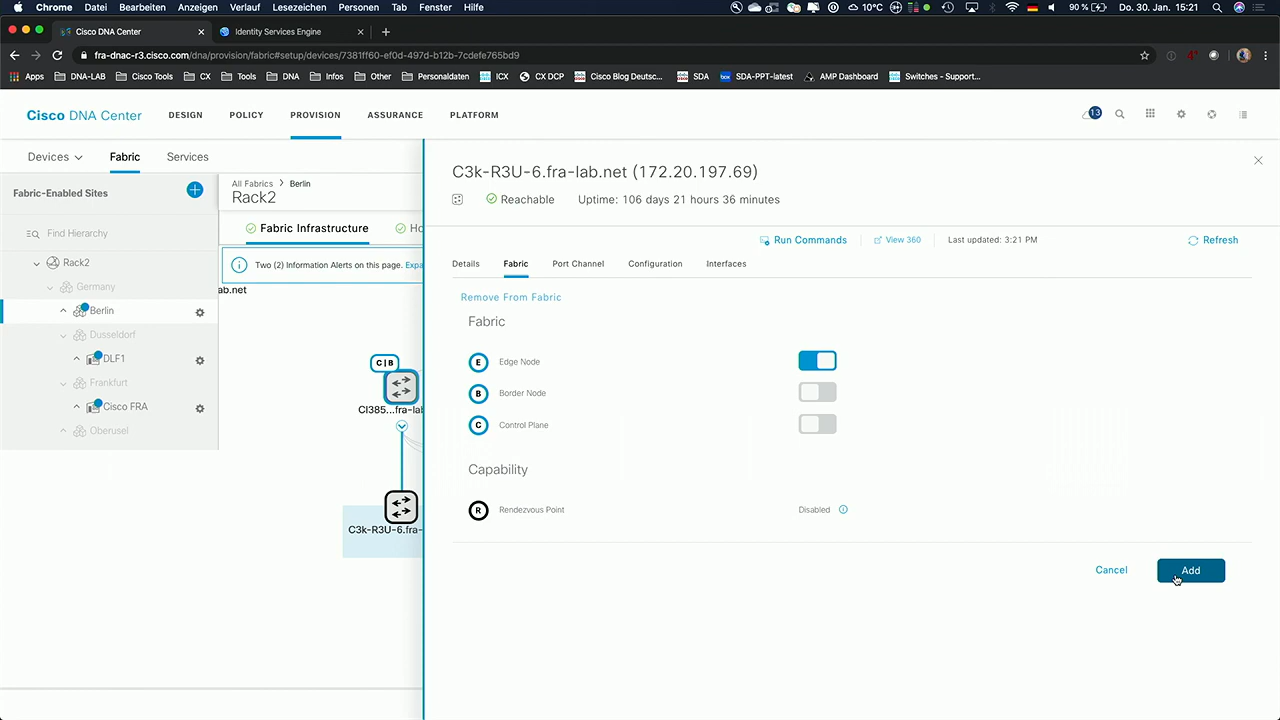 Chrome Datei Bearbeiten Anzeigen Verlauf Lesezeichen Personen Tab Fenster Hilfe 10°C 90 % Do. 30. Jan. 15:21
Cisco DNA Center Identity Services Engine
fra-dnac-r3.cisco.com/dna/provision/fabric#setup/devices/7381ff60-ef0d-497d-b12b-7cdefe765bd9
Apps DNA-LAB Cisco Tools CX Tools DNA Infos Other Personaldaten ICX CX DCP Cisco Blog Deutsc... SDA SDA-PPT-latest AMP Dashboard Switches - Support...
Cisco DNA Center DESIGN POLICY PROVISION ASSURANCE PLATFORM 13
Devices Fabric Services
Fabric-Enabled Sites
Find Hierarchy
Rack2
Germany
Berlin
Dusseldorf
DLF1
Frankfurt
Cisco FRA
Oberusel
All Fabrics > Berlin
Rack2
Fabric Infrastructure Ho
Two (2) Information Alerts on this page. Expa
ab.net
C|B
CI385...fra-lab
C3k-R3U-6.fra-
C3k-R3U-6.fra-lab.net (172.20.197.69)
Reachable Uptime: 106 days 21 hours 36 minutes
Run Commands View 360 Last updated: 3:21 PM Refresh
Details Fabric Port Channel Configuration Interfaces
Remove From Fabric
Fabric
E Edge Node
B Border Node
C Control Plane
Capability
R Rendezvous Point Disabled
Cancel Add